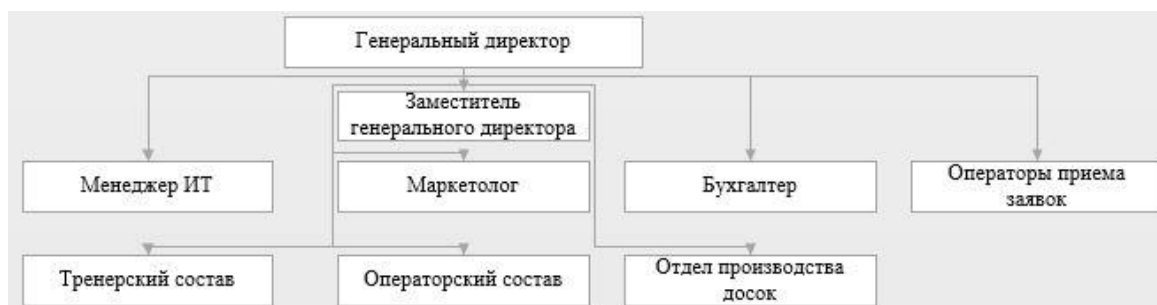 Генеральный директор
Заместитель
генерального директора
Менеджер ИТ
Маркетолог
Бухгалтер
Операторы приема
заявок
Тренерский состав
Операторский состав
Отдел производства
досок